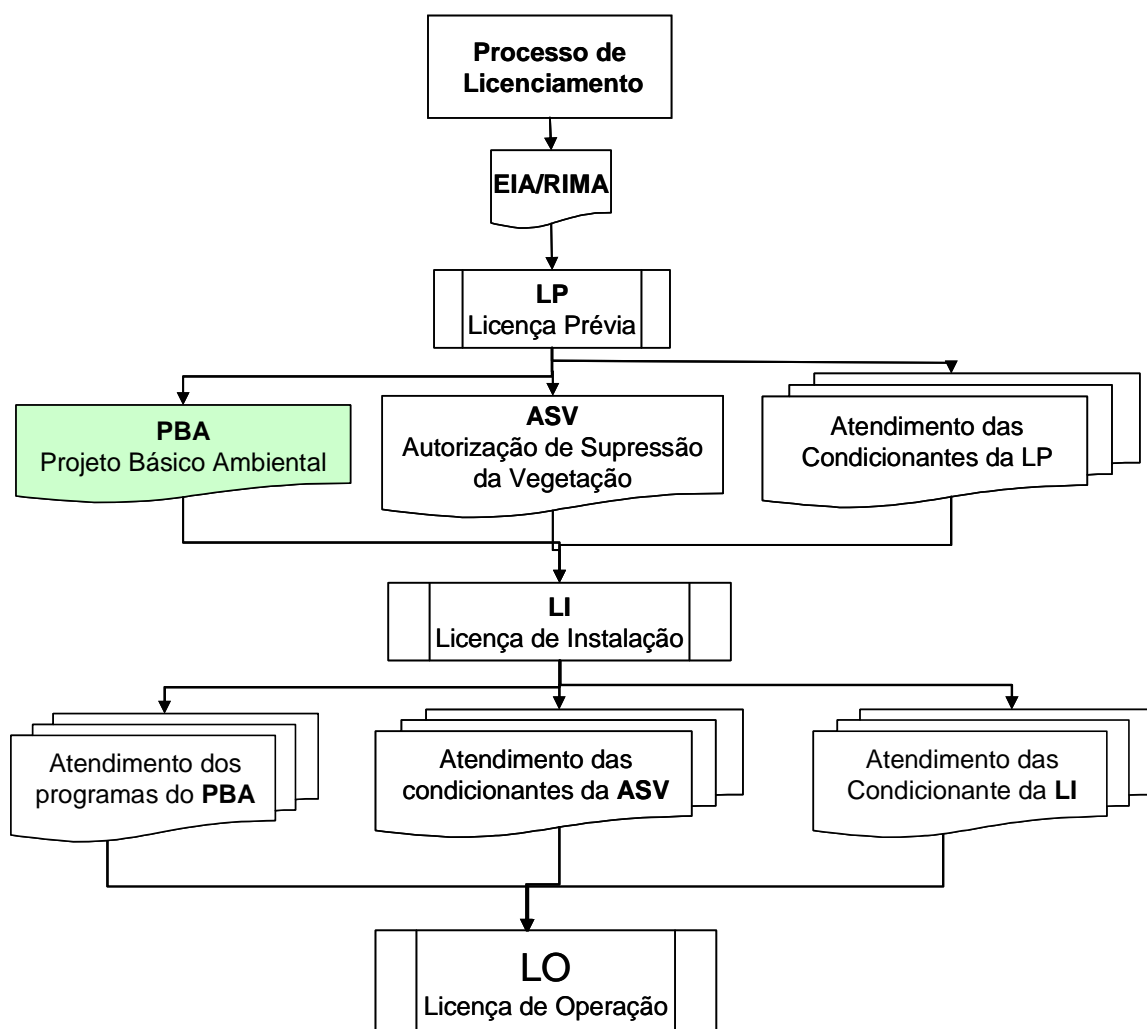 Processo de
Licenciamento
EIA/RIMA
LP
Licença Prévia
PBA
Projeto Básico Ambiental
ASV
Autorização de Supressão
da Vegetação
Atendimento das
Condicionantes da LP
LI
Licença de Instalação
Atendimento dos
programas do PBA
Atendimento das
condicionantes da ASV
Atendimento das
Condicionante da LI
LO
Licença de Operação